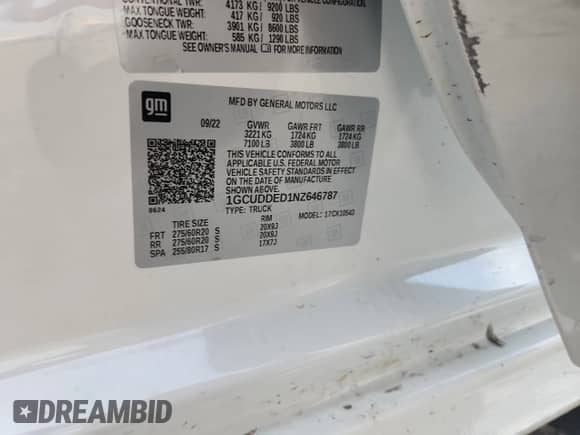 CONVENTIONAL TWR: 4173 KG / 9200 LBS
MAX TONGUE WEIGHT: 417 KG / 920 LBS
GOOSENECK TWR: 3901 KG / 8600 LBS
MAX TONGUE WEIGHT: 585 KG / 1290 LBS
SEE OWNER'S MANUAL FOR MORE INFORMATION
gm
MFD BY GENERAL MOTORS LLC
09/22 GVWR GAWR FRT GAWR RR
3221 KG 1724 KG 1724 KG
7100 LB 3800 LB 3800 LB
THIS VEHICLE CONFORMS TO ALL
APPLICABLE U.S. FEDERAL MOTOR
VEHICLE SAFETY
STANDARDS IN EFFECT ON THE DATE OF
MANUFACTURE SHOWN ABOVE.
1GCUDDED1NZ646787
TYPE: TRUCK MODEL: 17CK10543
8624
TIRE SIZE RIM
FRT 275/60R20 S 20X9J
RR 275/60R20 S 20X9J
SPA 255/80R17 S 17X7J
DREAMBID